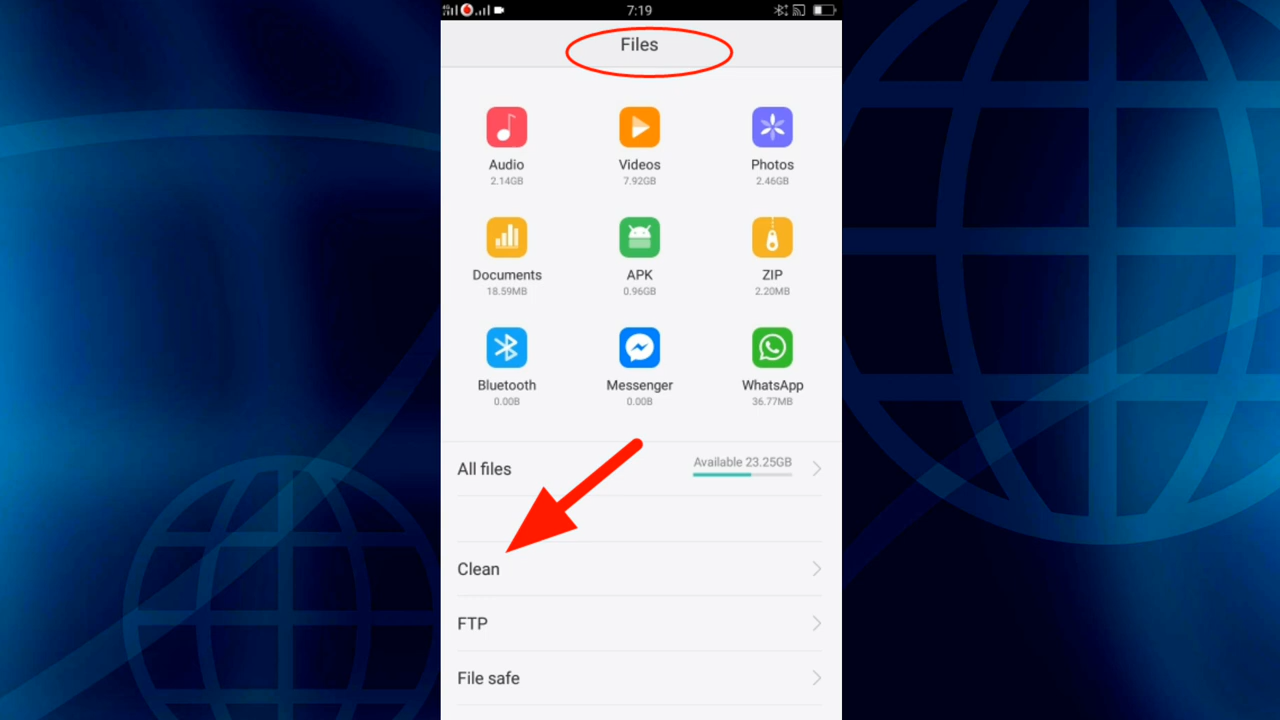 7:19
Files
Audio Videos Photos
2.14GB 7.92GB 2.46GB
Documents APK ZIP
18.59MB 0.96GB 2.20MB
Bluetooth Messenger WhatsApp
0.00B 0.00B 36.77MB
All files Available 23.25GB
Clean
FTP
File safe